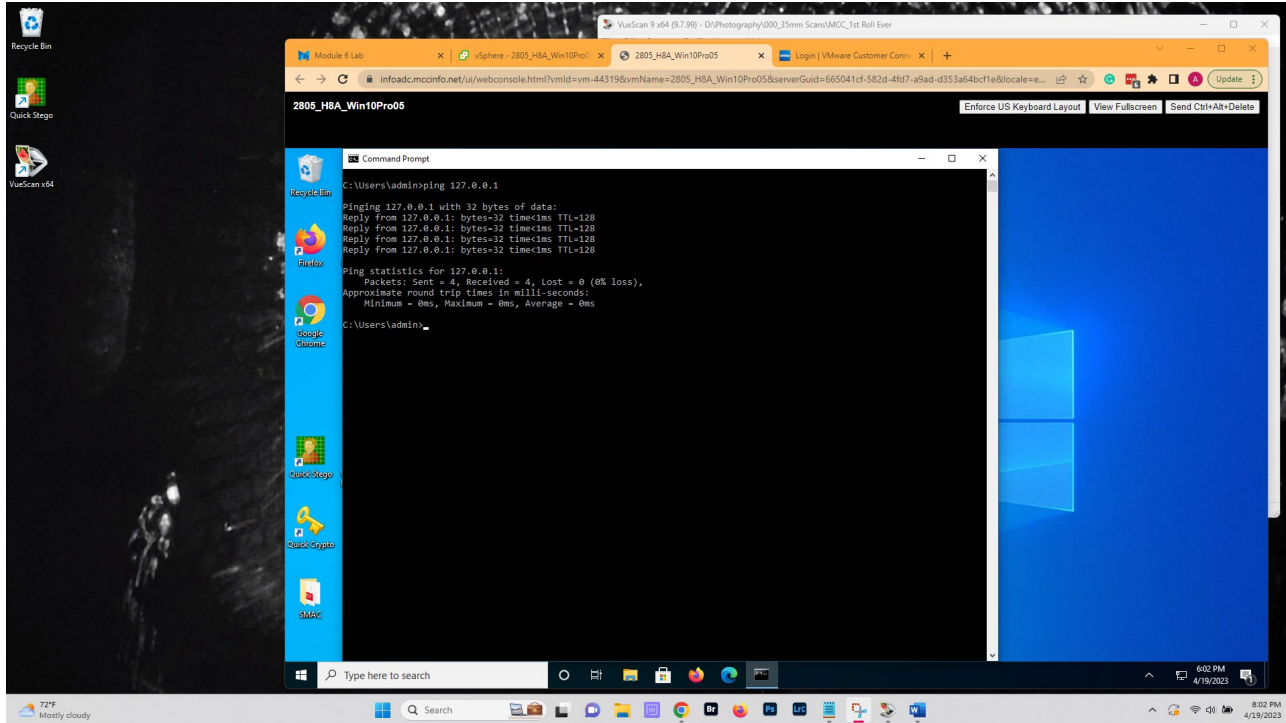 Recycle Bin
Quick Stego
VueScan x64
VueScan 9 x64 (9.7.99) - D:\Photography\000_35mm Scans\MCC_1st Roll Ever
Module 6 Lab
vSphere - 2805_H8A_Win10Pro0
2805_H8A_Win10Pro05
Login | VMware Customer Conne
infoadc.mccinfo.net/ui/webconsole.html?vmId=vm-44319&vmName=2805_H8A_Win10Pro05&serverGuid=665041cf-582d-4fd7-a9ad-d353a64bcf1e&locale=e...
Update
2805_H8A_Win10Pro05
Enforce US Keyboard Layout
View Fullscreen
Send Ctrl+Alt+Delete
Recycle Bin
Firefox
Google
Chrome
Quick Stego
Quick Crypto
SMAC
Command Prompt
C:\Users\admin>ping 127.0.0.1
Pinging 127.0.0.1 with 32 bytes of data:
Reply from 127.0.0.1: bytes=32 time<1ms TTL=128
Reply from 127.0.0.1: bytes=32 time<1ms TTL=128
Reply from 127.0.0.1: bytes=32 time<1ms TTL=128
Reply from 127.0.0.1: bytes=32 time<1ms TTL=128
Ping statistics for 127.0.0.1:
Packets: Sent = 4, Received = 4, Lost = 0 (0% loss),
Approximate round trip times in milli-seconds:
Minimum = 0ms, Maximum = 0ms, Average = 0ms
C:\Users\admin>
Type here to search
6:02 PM
4/19/2023
72°F
Mostly cloudy
Search
Br
Ps
LrC
8:02 PM
4/19/2023